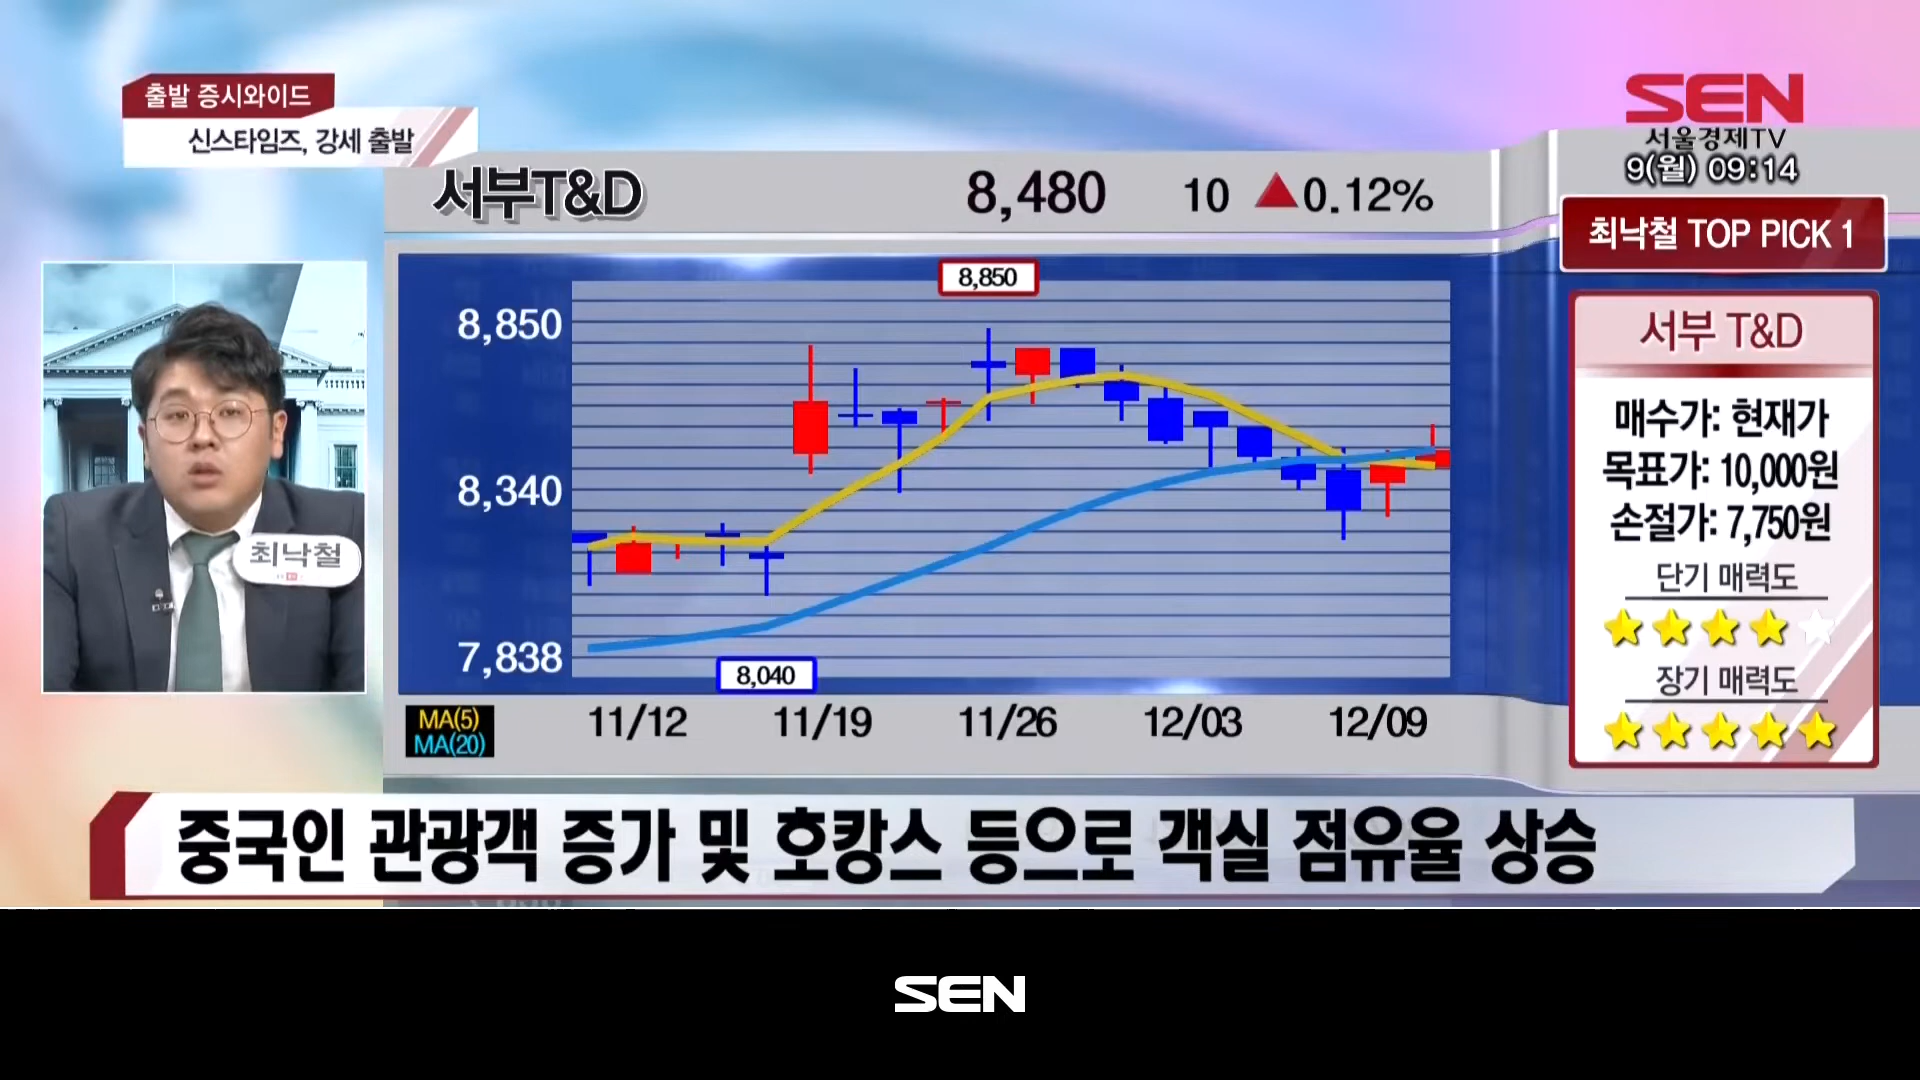 출발 증시와이드
신스타임즈, 강세 출발
SEN
서울경제TV
9(월) 09:14
서부T&D 8,480 10 ▲0.12%
최낙철 TOP PICK 1
8,850
8,850
8,340
7,838
8,040
MA(5)
MA(20)
11/12 11/19 11/26 12/03 12/09
최낙철
서부 T&D
매수가: 현재가
목표가: 10,000원
손절가: 7,750원
단기 매력도
장기 매력도
중국인 관광객 증가 및 호캉스 등으로 객실 점유율 상승
SEN